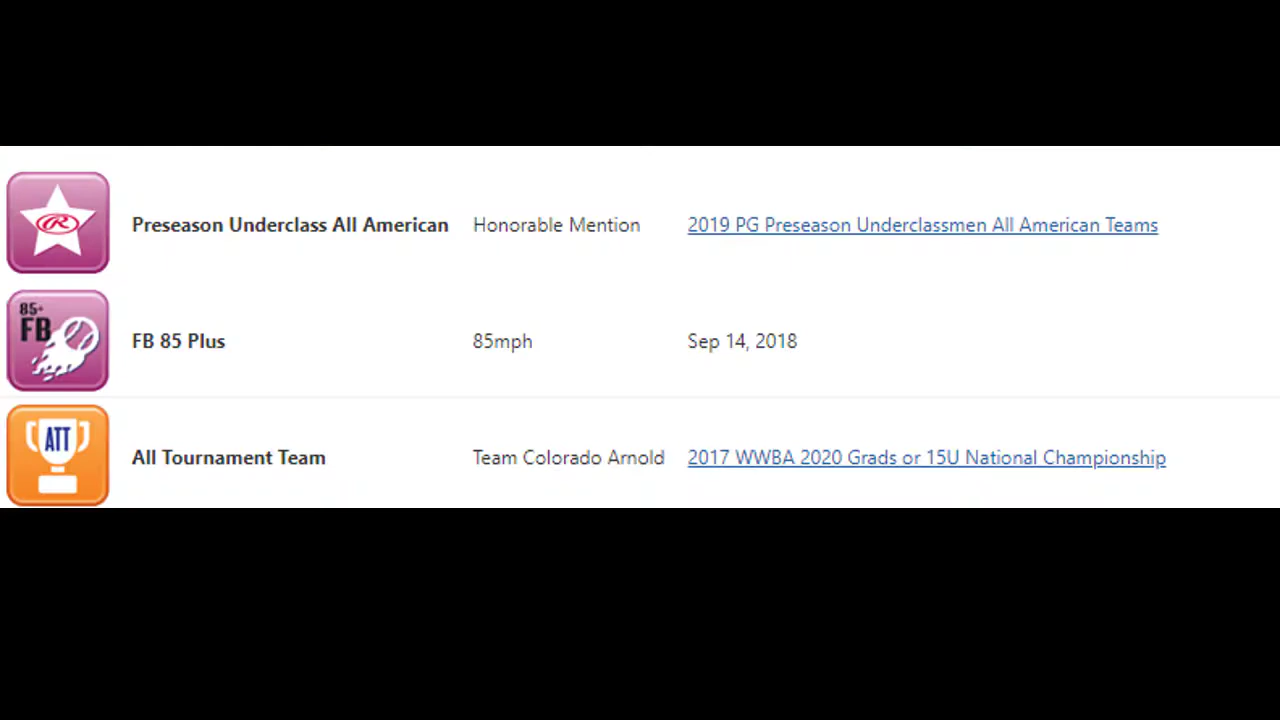 Preseason Underclass All American Honorable Mention 2019 PG Preseason Underclassmen All American Teams
85+
FB
FB 85 Plus 85mph Sep 14, 2018
ATT
All Tournament Team Team Colorado Arnold 2017 WWBA 2020 Grads or 15U National Championship